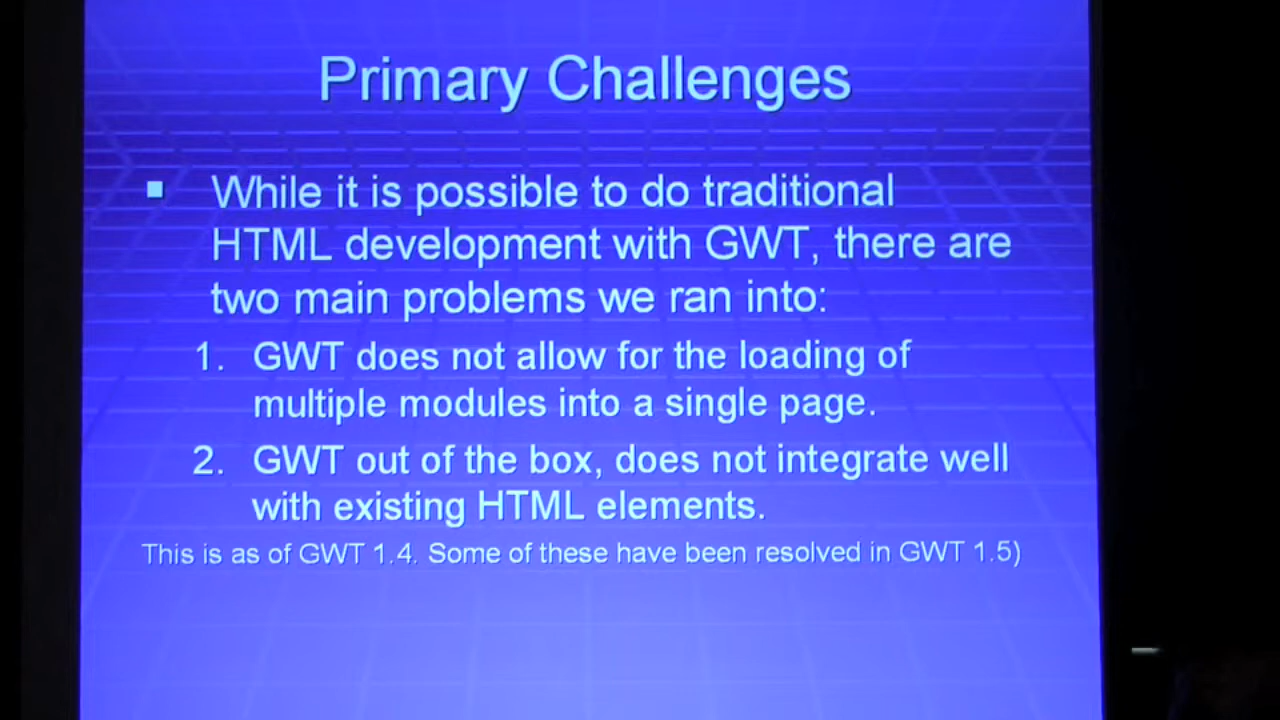 Primary Challenges
▪ While it is possible to do traditional
HTML development with GWT, there are
two main problems we ran into:
1. GWT does not allow for the loading of
multiple modules into a single page.
2. GWT out of the box, does not integrate well
with existing HTML elements.
This is as of GWT 1.4. Some of these have been resolved in GWT 1.5)